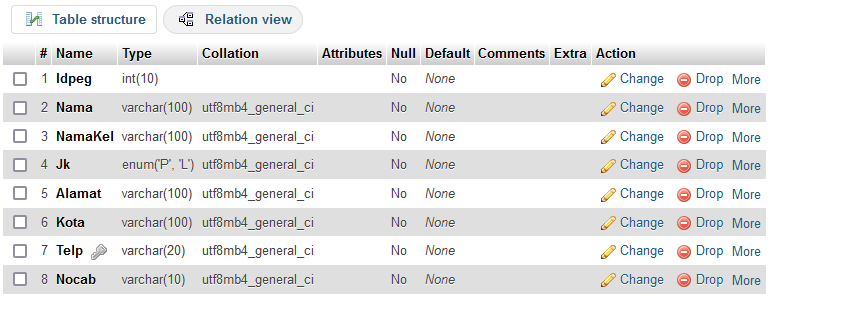 Table structure Relation view
# Name Type Collation Attributes Null Default Comments Extra Action
1 Idpeg int(10) No None Change Drop More
2 Nama varchar(100) utf8mb4_general_ci No None Change Drop More
3 NamaKel varchar(100) utf8mb4_general_ci No None Change Drop More
4 Jk enum('P', 'L') utf8mb4_general_ci No None Change Drop More
5 Alamat varchar(100) utf8mb4_general_ci No None Change Drop More
6 Kota varchar(100) utf8mb4_general_ci No None Change Drop More
7 Telp varchar(20) utf8mb4_general_ci No None Change Drop More
8 Nocab varchar(10) utf8mb4_general_ci No None Change Drop More